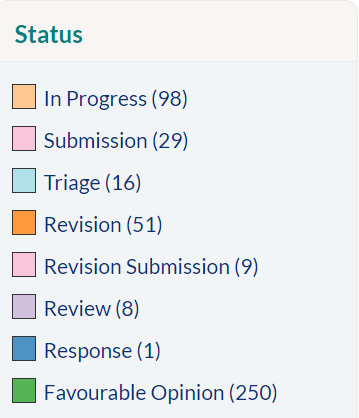 Status
In Progress (98)
Submission (29)
Triage (16)
Revision (51)
Revision Submission (9)
Review (8)
Response (1)
Favourable Opinion (250)